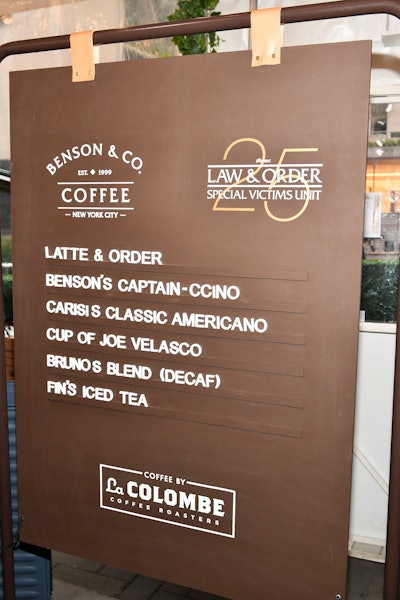 BENSON & CO.
EST. 1999
COFFEE
NEW YORK CITY
25
LAW & ORDER
SPECIAL VICTIMS UNIT
LATTE & ORDER
BENSON'S CAPTAIN-CCINO
CARISI S CLASSIC AMERICANO
CUP OF JOE VELASCO
BRUNO S BLEND (DECAF)
FIN'S ICED TEA
COFFEE BY
La COLOMBE
COFFEE ROASTERS